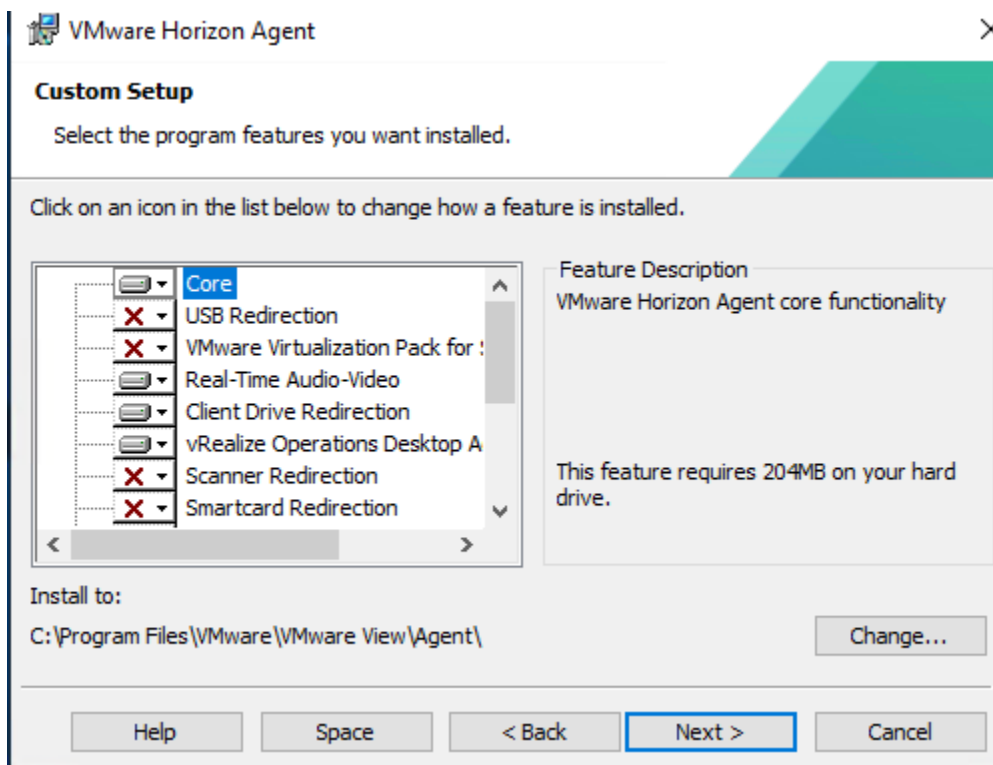 VMware Horizon Agent
Custom Setup
Select the program features you want installed.
Click on an icon in the list below to change how a feature is installed.
Core
USB Redirection
VMware Virtualization Pack for
Real-Time Audio-Video
Client Drive Redirection
vRealize Operations Desktop A
Scanner Redirection
Smartcard Redirection
Feature Description
VMware Horizon Agent core functionality
This feature requires 204MB on your hard
drive.
Install to:
C:\Program Files\VMware\VMware View\Agent\
Change...
Help
Space
< Back
Next >
Cancel